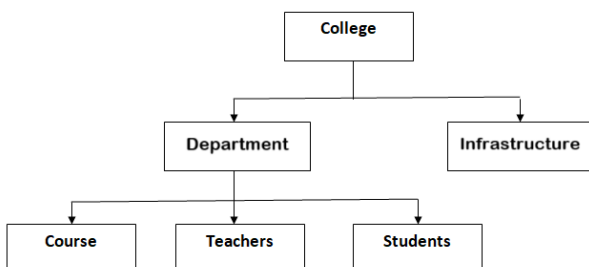 College
Department
Infrastructure
Course
Teachers
Students